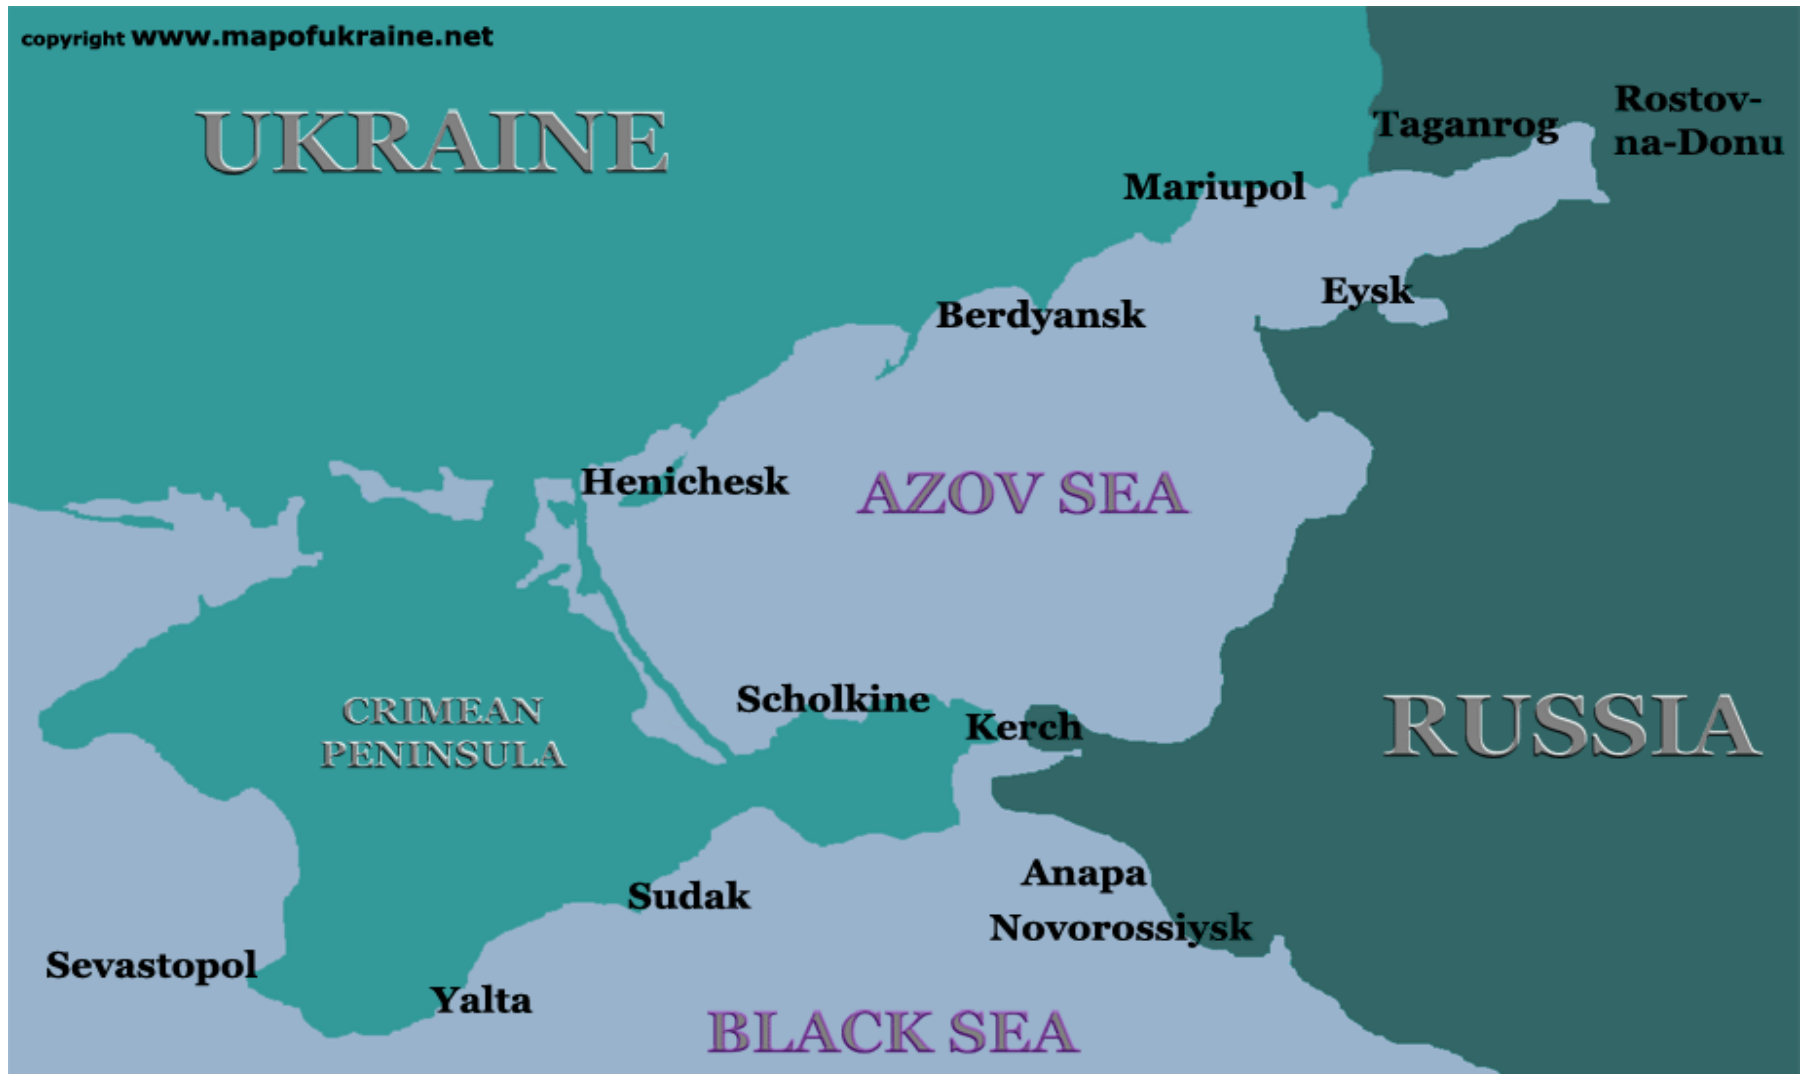 copyright www.mapofukraine.net
UKRAINE
Rostov-
na-Donu
Taganrog
Mariupol
Eysk
Berdyansk
Henichesk
AZOV SEA
CRIMEAN
PENINSULA
Scholkine
Kerch
RUSSIA
Anapa
Sudak
Novorossiysk
Sevastopol
Yalta
BLACK SEA